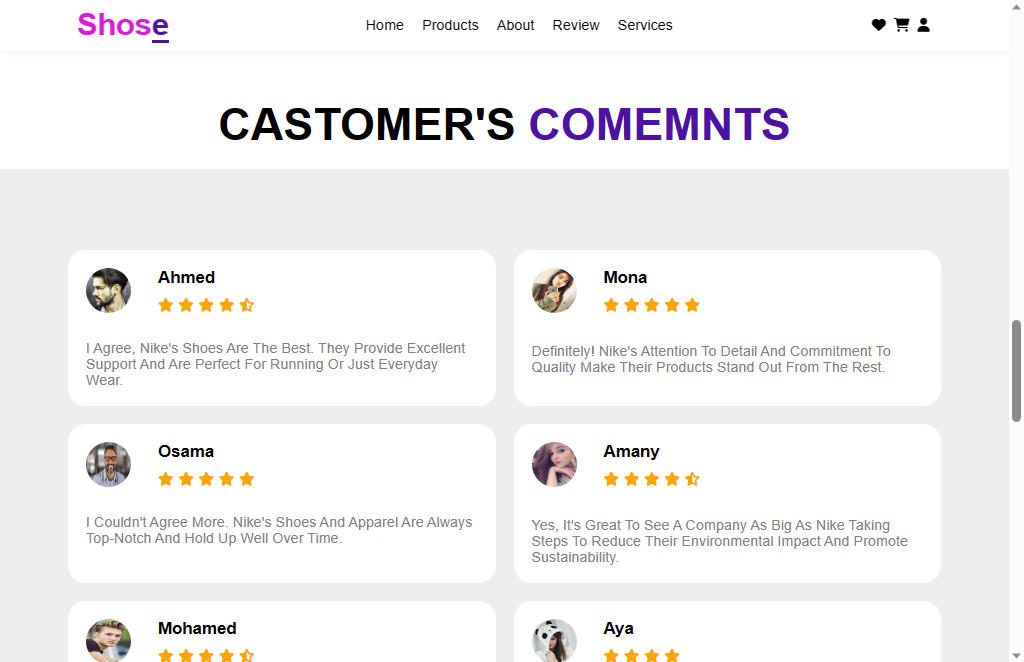 Shose
Home Products About Review Services
CASTOMER'S COMEMNTS
Ahmed
I Agree, Nike's Shoes Are The Best. They Provide Excellent
Support And Are Perfect For Running Or Just Everyday
Wear.
Mona
Definitely! Nike's Attention To Detail And Commitment To
Quality Make Their Products Stand Out From The Rest.
Osama
I Couldn't Agree More. Nike's Shoes And Apparel Are Always
Top-Notch And Hold Up Well Over Time.
Amany
Yes, It's Great To See A Company As Big As Nike Taking
Steps To Reduce Their Environmental Impact And Promote
Sustainability.
Mohamed
Aya